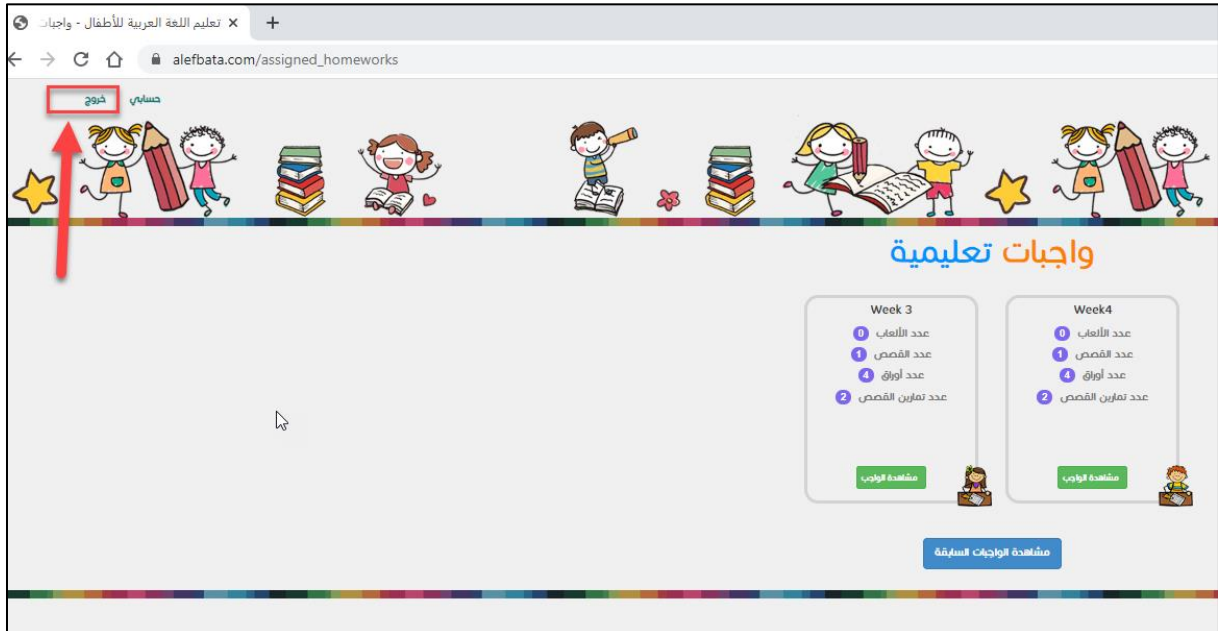 تعليم اللغة العربية للأطفال - واجبات
alefbata.com/assigned_homeworks
حسابي خروج
واجبات تعليمية
Week4
عدد الألعاب 0
عدد القصص 1
عدد أوراق 4
عدد تمارين القصص 2
مشاهدة الواجب
Week 3
عدد الألعاب 0
عدد القصص 1
عدد أوراق 4
عدد تمارين القصص 2
مشاهدة الواجب
مشاهدة الواجبات السابقة